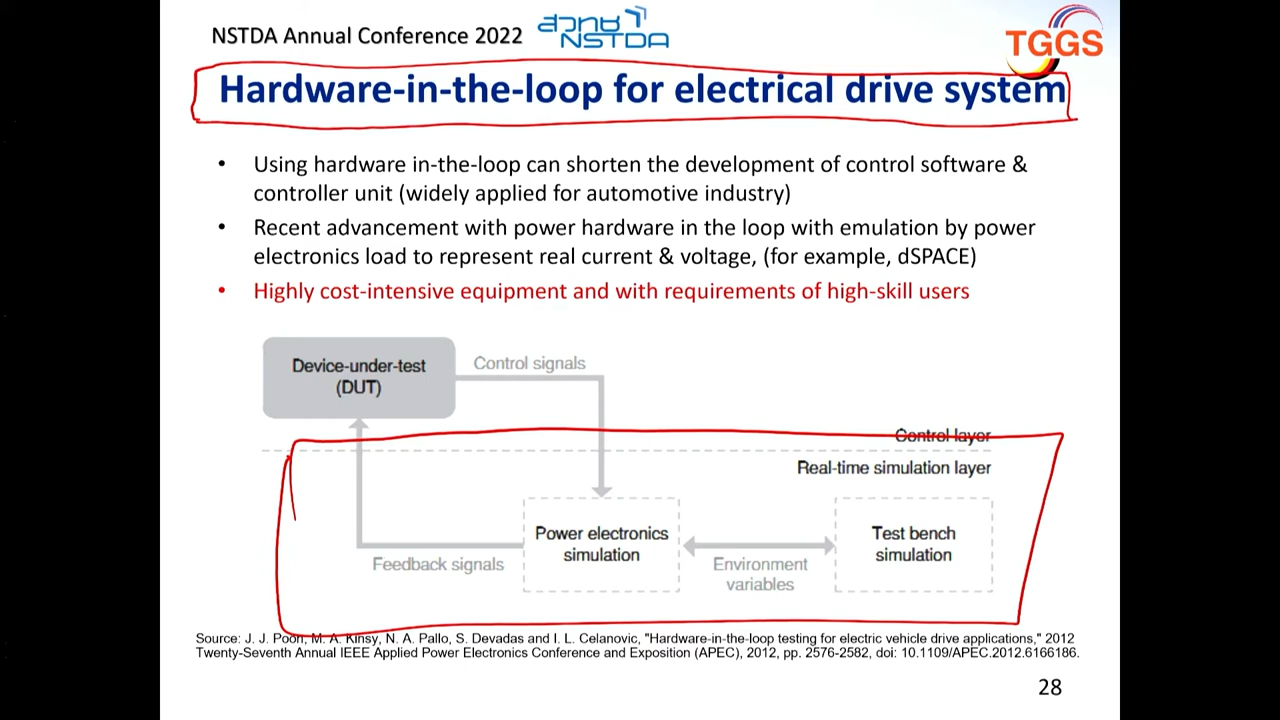 NSTDA Annual Conference 2022
สวทช
NSTDA
TGGS
Hardware-in-the-loop for electrical drive system
• Using hardware in-the-loop can shorten the development of control software &
controller unit (widely applied for automotive industry)
• Recent advancement with power hardware in the loop with emulation by power
electronics load to represent real current & voltage, (for example, dSPACE)
• Highly cost-intensive equipment and with requirements of high-skill users
Device-under-test
(DUT)
Control signals
Control layer
Real-time simulation layer
Power electronics
simulation
Test bench
simulation
Feedback signals
Environment
variables
Source: J. J. Poon, M. A. Kinsy, N. A. Pallo, S. Devadas and I. L. Celanovic, "Hardware-in-the-loop testing for electric vehicle drive applications," 2012
Twenty-Seventh Annual IEEE Applied Power Electronics Conference and Exposition (APEC), 2012, pp. 2576-2582, doi: 10.1109/APEC.2012.6166186.
28